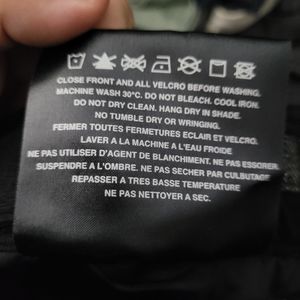 CLOSE FRONT AND ALL VELCRO BEFORE WASHING.
MACHINE WASH 30°C. DO NOT BLEACH. COOL IRON.
DO NOT DRY CLEAN. HANG DRY IN SHADE.
NO TUMBLE DRY OR WRINGING.
FERMER TOUTES FERMETURES ECLAIR ET VELCRO.
LAVER A LA MACHINE A L'EAU FROIDE
NE PAS UTILISER D'AGENT DE BLANCHIMENT. NE PAS ESSORER.
SUSPENDRE A L'OMBRE. NE PAS SECHER PAR CULBUTAGE
REPASSER A TRES BASSE TEMPERATURE
NE PAS NETTOYER A SEC.